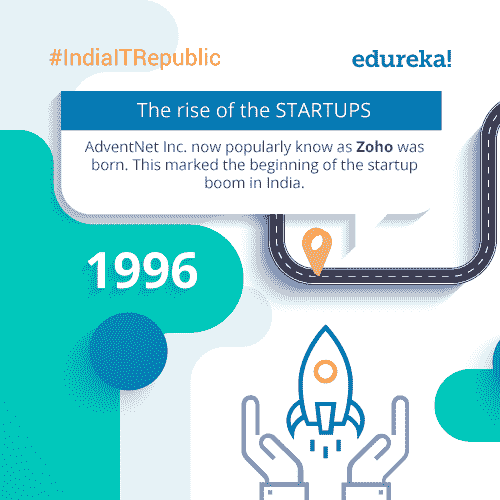 #IndiaITRepublic
edureka!
The rise of the STARTUPS
AdventNet Inc. now popularly know as Zoho was
born. This marked the beginning of the startup
boom in India.
1996